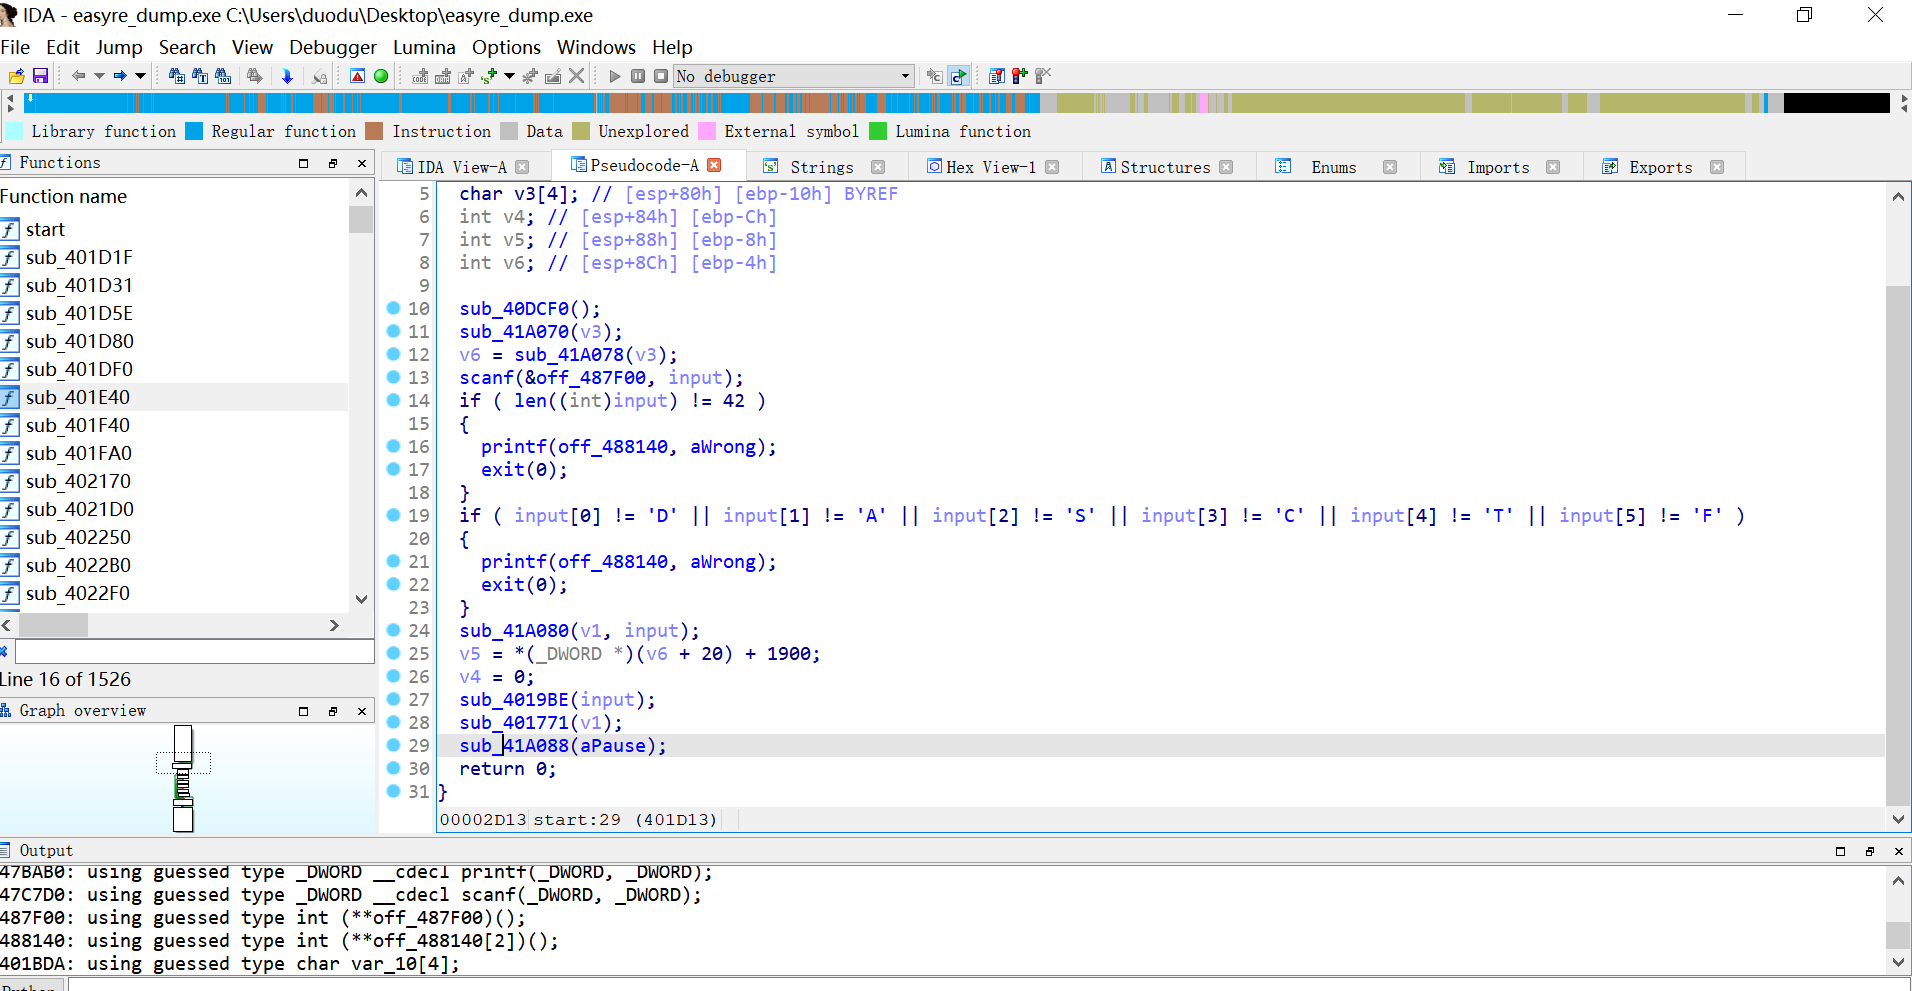 IDA - easyre_dump.exe C:\Users\duodu\Desktop\easyre_dump.exe
File Edit Jump Search View Debugger Lumina Options Windows Help
No debugger
Library function Regular function Instruction Data Unexplored External symbol Lumina function
Functions
IDA View-A Pseudocode-A Strings Hex View-1 Structures Enums Imports Exports
Function name
start
sub_401D1F
sub_401D31
sub_401D5E
sub_401D80
sub_401DF0
sub_401E40
sub_401F40
sub_401FA0
sub_402170
sub_4021D0
sub_402250
sub_4022B0
sub_4022F0
Line 16 of 1526
Graph overview
5 char v3[4]; // [esp+80h] [ebp-10h] BYREF
6 int v4; // [esp+84h] [ebp-Ch]
7 int v5; // [esp+88h] [ebp-8h]
8 int v6; // [esp+8Ch] [ebp-4h]
9
10 sub_40DCF0();
11 sub_41A070(v3);
12 v6 = sub_41A078(v3);
13 scanf(&off_487F00, input);
14 if ( len((int)input) != 42 )
15 {
16 printf(off_488140, aWrong);
17 exit(0);
18 }
19 if ( input[0] != 'D' || input[1] != 'A' || input[2] != 'S' || input[3] != 'C' || input[4] != 'T' || input[5] != 'F' )
20 {
21 printf(off_488140, aWrong);
22 exit(0);
23 }
24 sub_41A080(v1, input);
25 v5 = *(_DWORD *)(v6 + 20) + 1900;
26 v4 = 0;
27 sub_4019BE(input);
28 sub_401771(v1);
29 sub_41A088(aPause);
30 return 0;
31 }
00002D13 start:29 (401D13)
Output
47BAB0: using guessed type _DWORD __cdecl printf(_DWORD, _DWORD);
47C7D0: using guessed type _DWORD __cdecl scanf(_DWORD, _DWORD);
487F00: using guessed type int (**off_487F00)();
488140: using guessed type int (**off_488140[2])();
401BDA: using guessed type char var_10[4];
Python